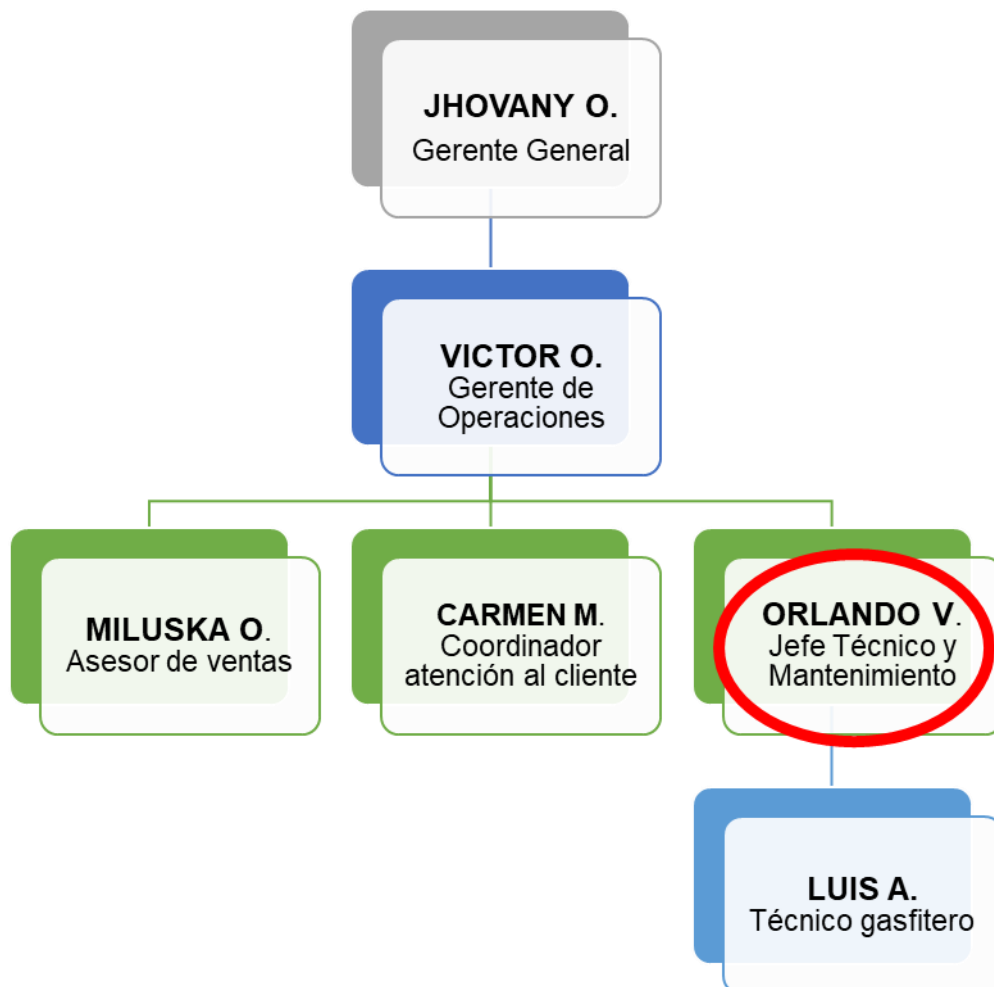 JHOVANY O.
Gerente General
VICTOR O.
Gerente de
Operaciones
MILUSKA O.
Asesor de ventas
CARMEN M.
Coordinador
atención al cliente
ORLANDO V.
Jefe Técnico y
Mantenimiento
LUIS A.
Técnico gasfitero